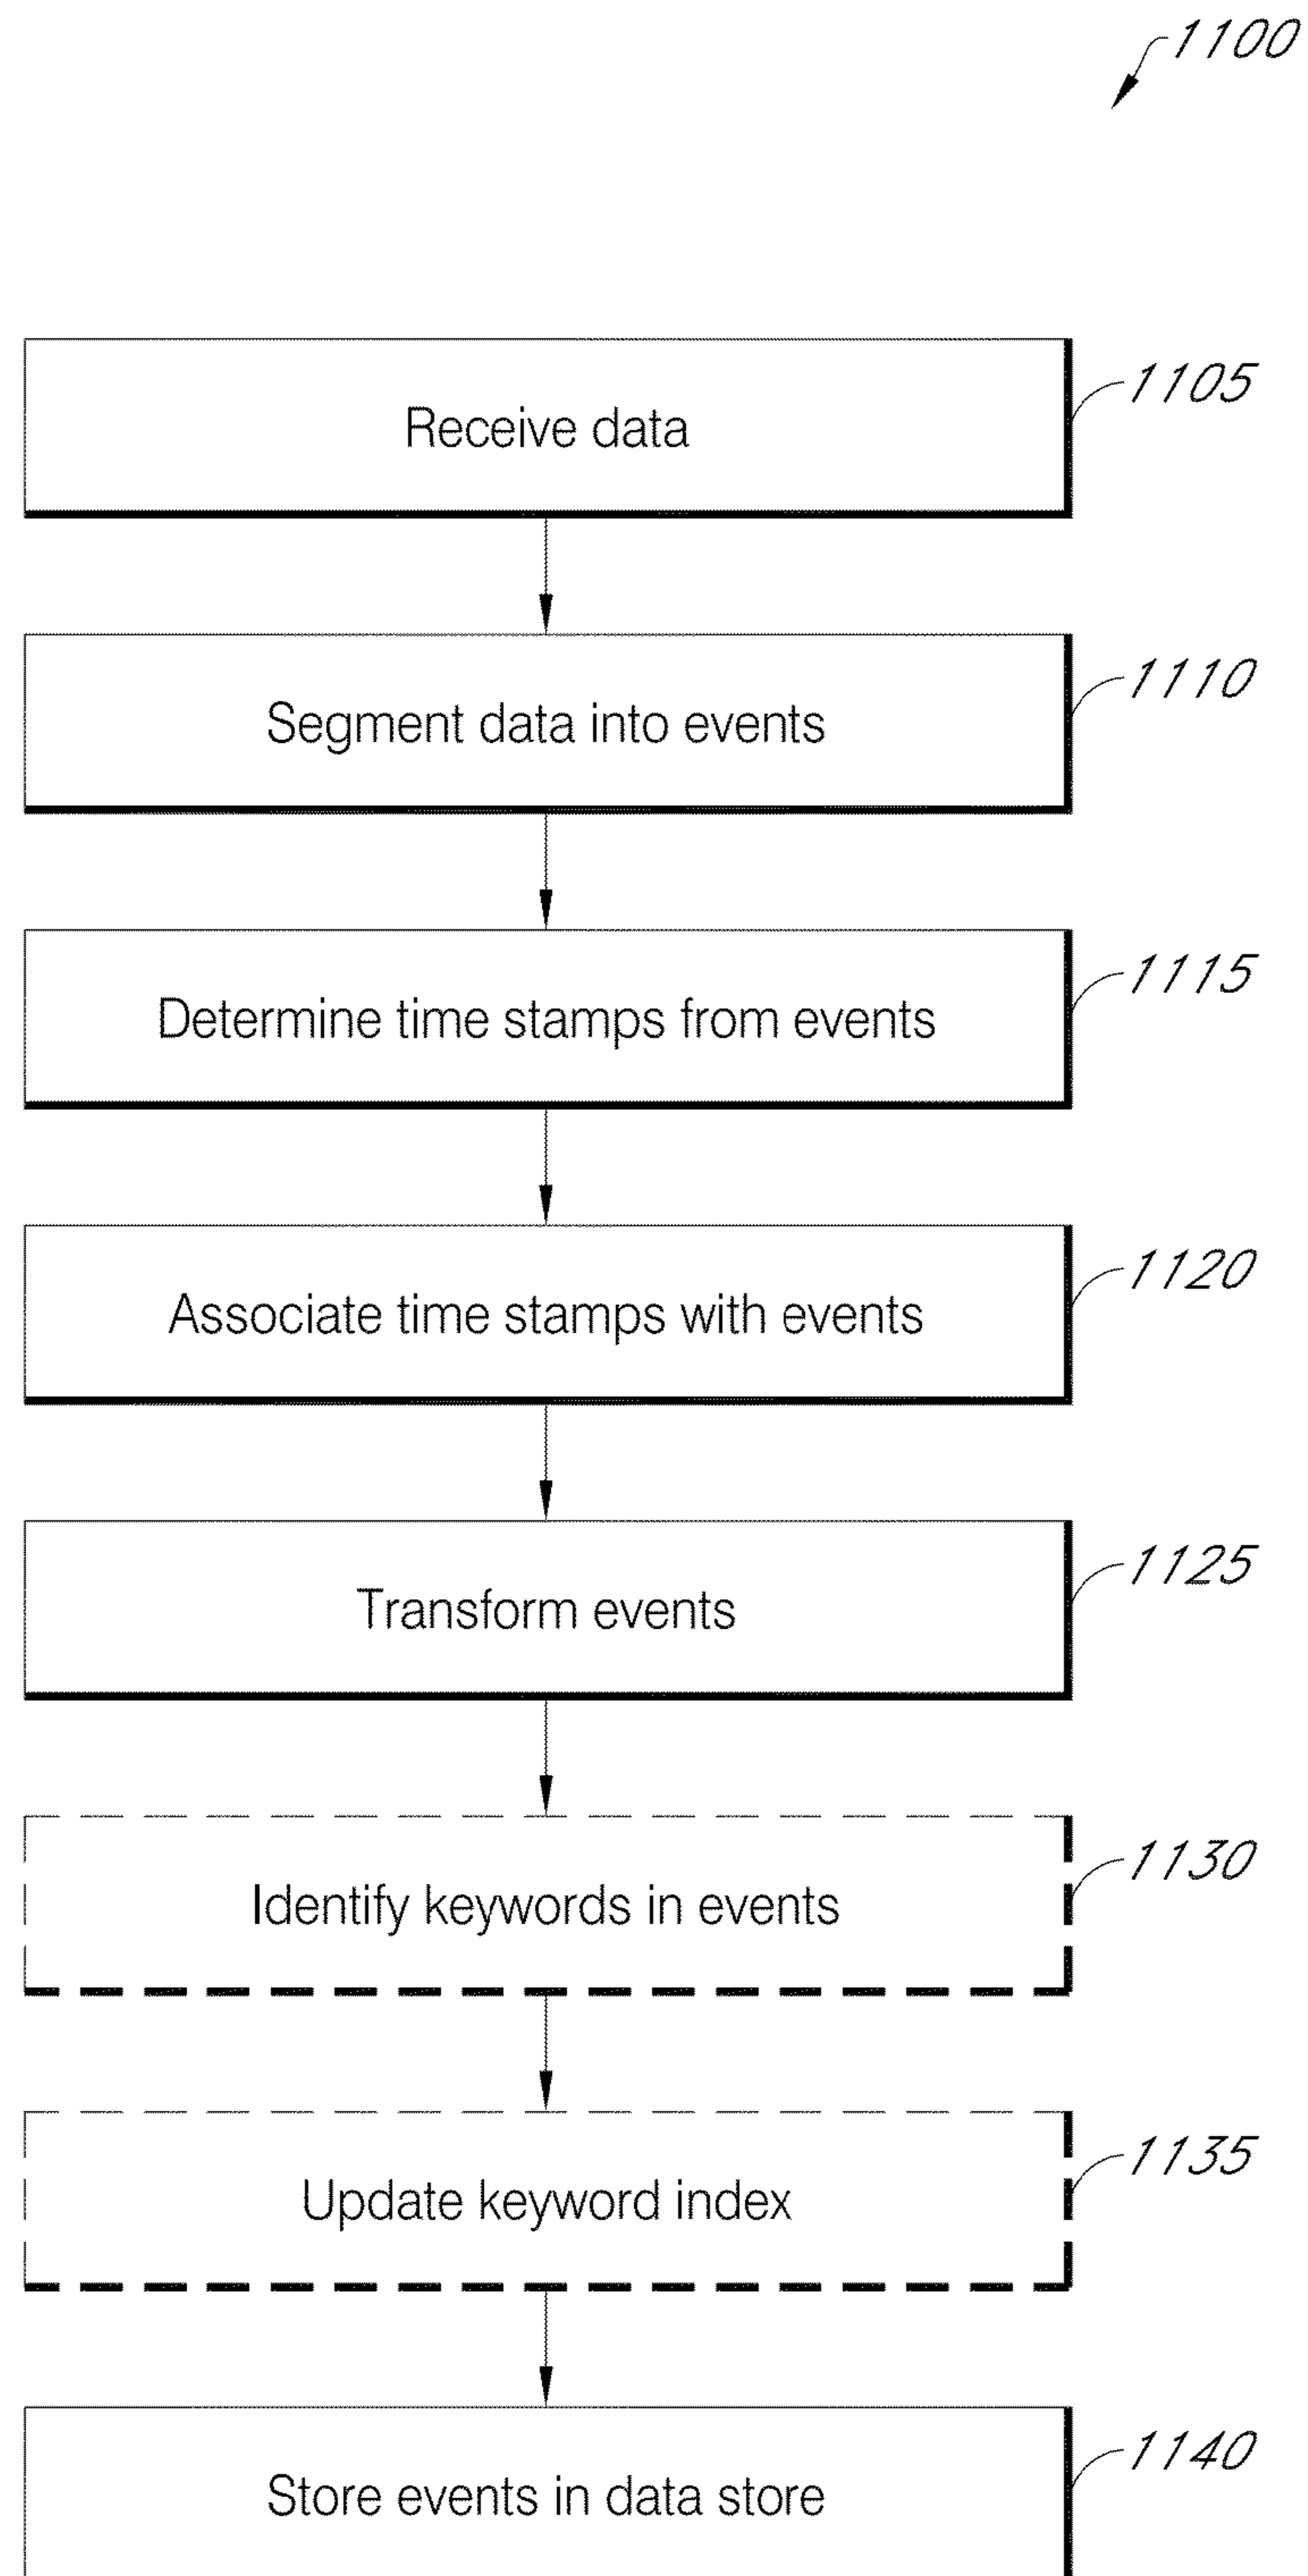 1100
Receive data
1105
Segment data into events
1110
Determine time stamps from events
1115
Associate time stamps with events
1120
Transform events
1125
Identify keywords in events
1130
Update keyword index
1135
Store events in data store
1140